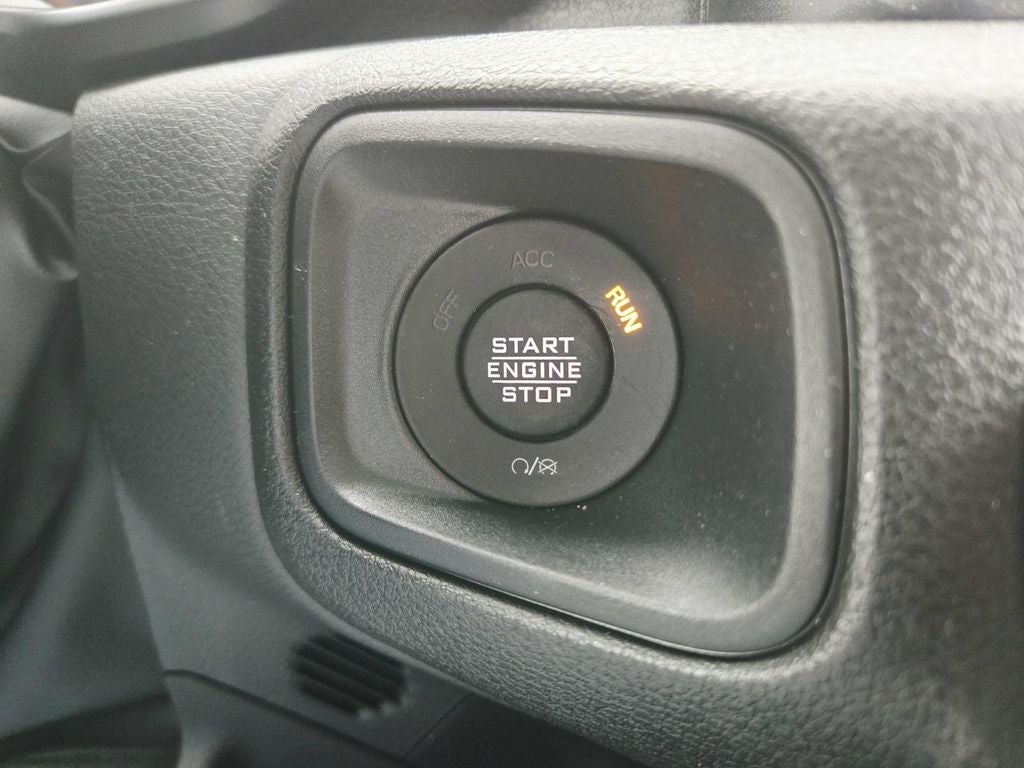 ACC
OFF
RUN
START
ENGINE
STOP